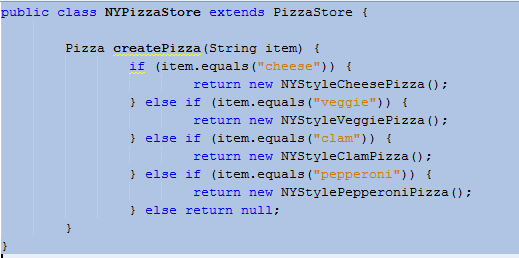 public class NYPizzaStore extends PizzaStore {
Pizza createPizza(String item) {
if (item.equals("cheese")) {
return new NYStyleCheesePizza();
} else if (item.equals("veggie")) {
return new NYStyleVeggiePizza();
} else if (item.equals("clam")) {
return new NYStyleClamPizza();
} else if (item.equals("pepperoni")) {
return new NYStylePepperoniPizza();
} else return null;
}
}